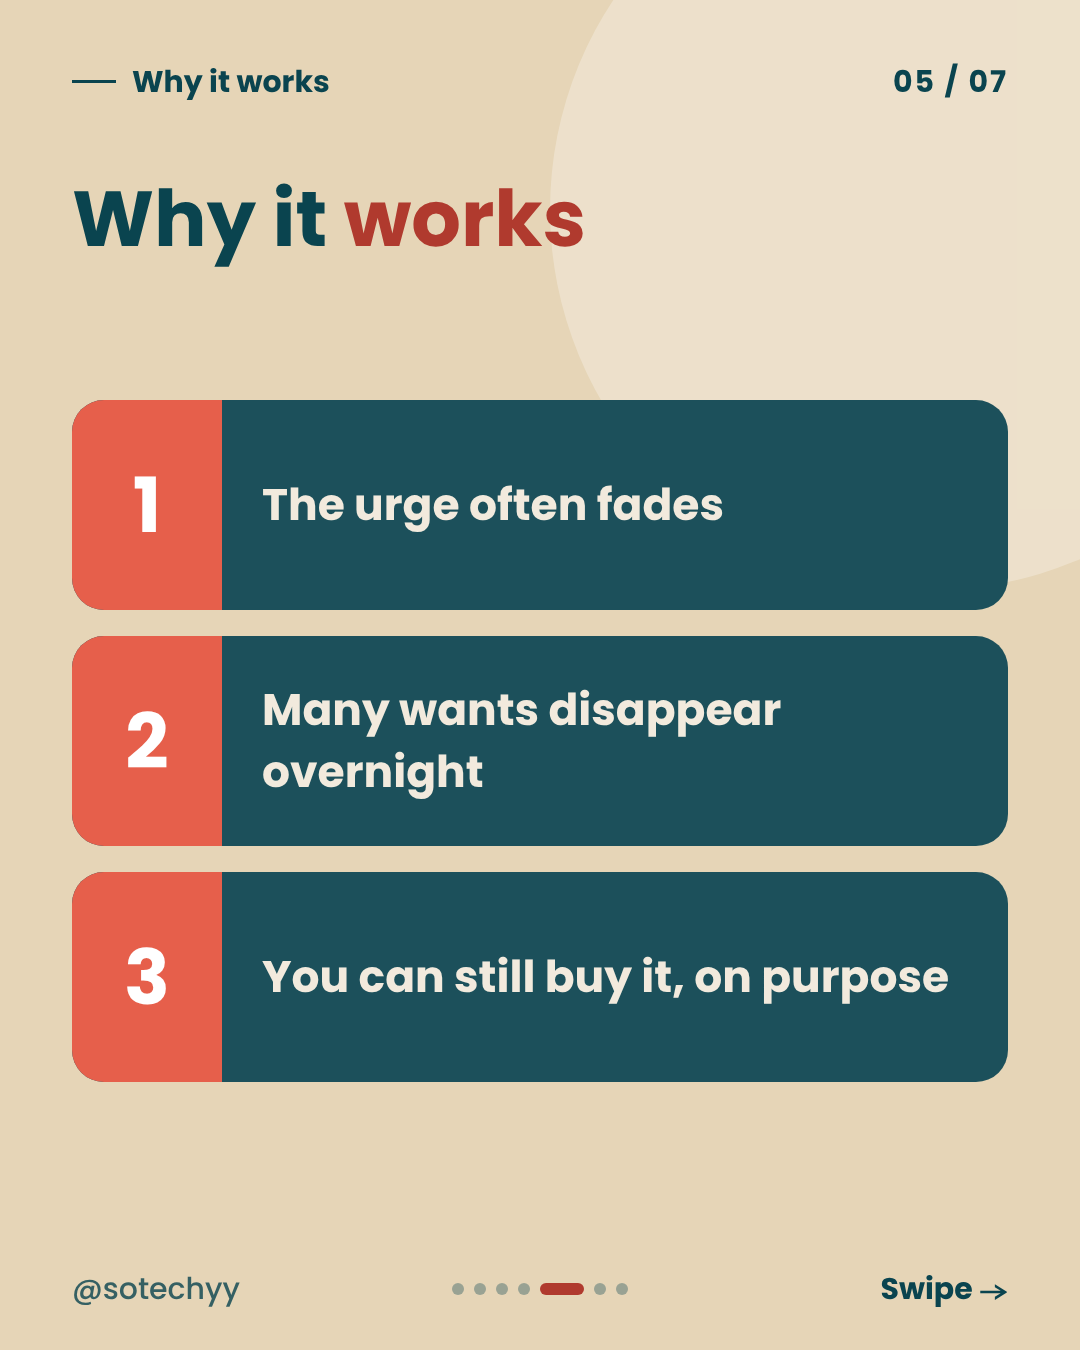 Why it works
05 / 07
Why it works
1
The urge often fades
2
Many wants disappear
overnight
3
You can still buy it, on purpose
@sotechyy
Swipe →